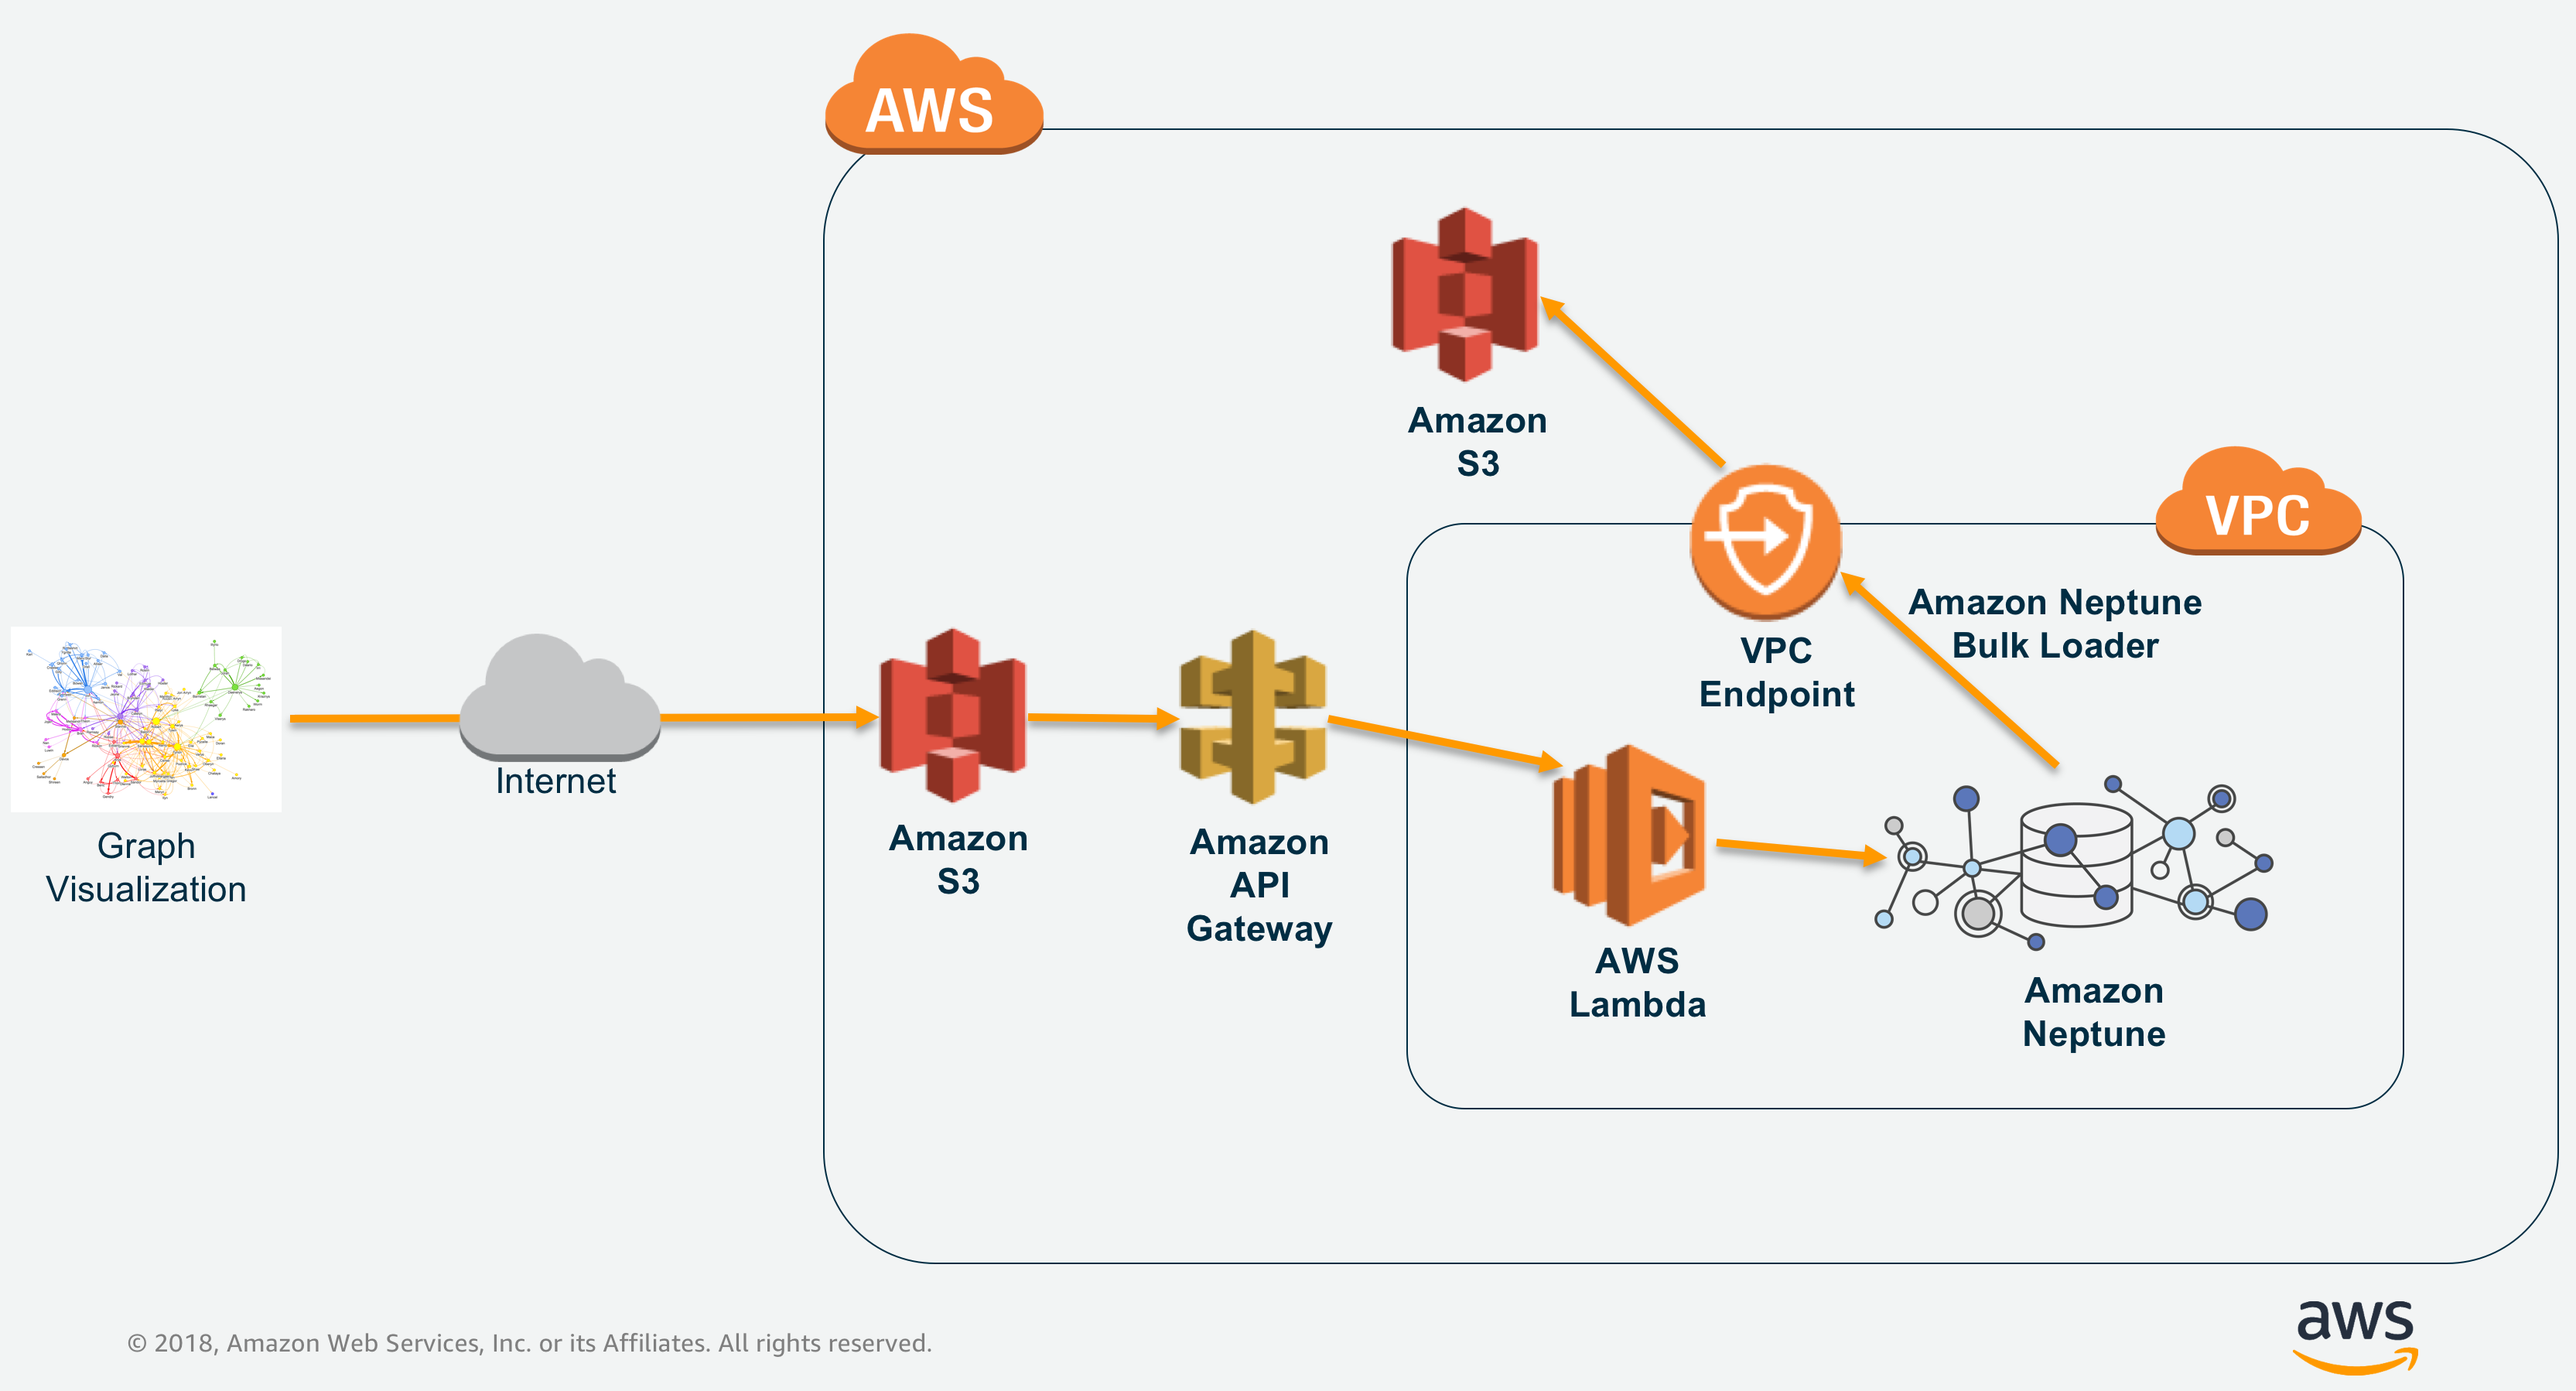 AWS
Amazon
S3
VPC
Amazon Neptune
Bulk Loader
VPC
Endpoint
Internet
Graph
Visualization
Amazon
S3
Amazon
API
Gateway
AWS
Lambda
Amazon
Neptune
© 2018, Amazon Web Services, Inc. or its Affiliates. All rights reserved.
aws